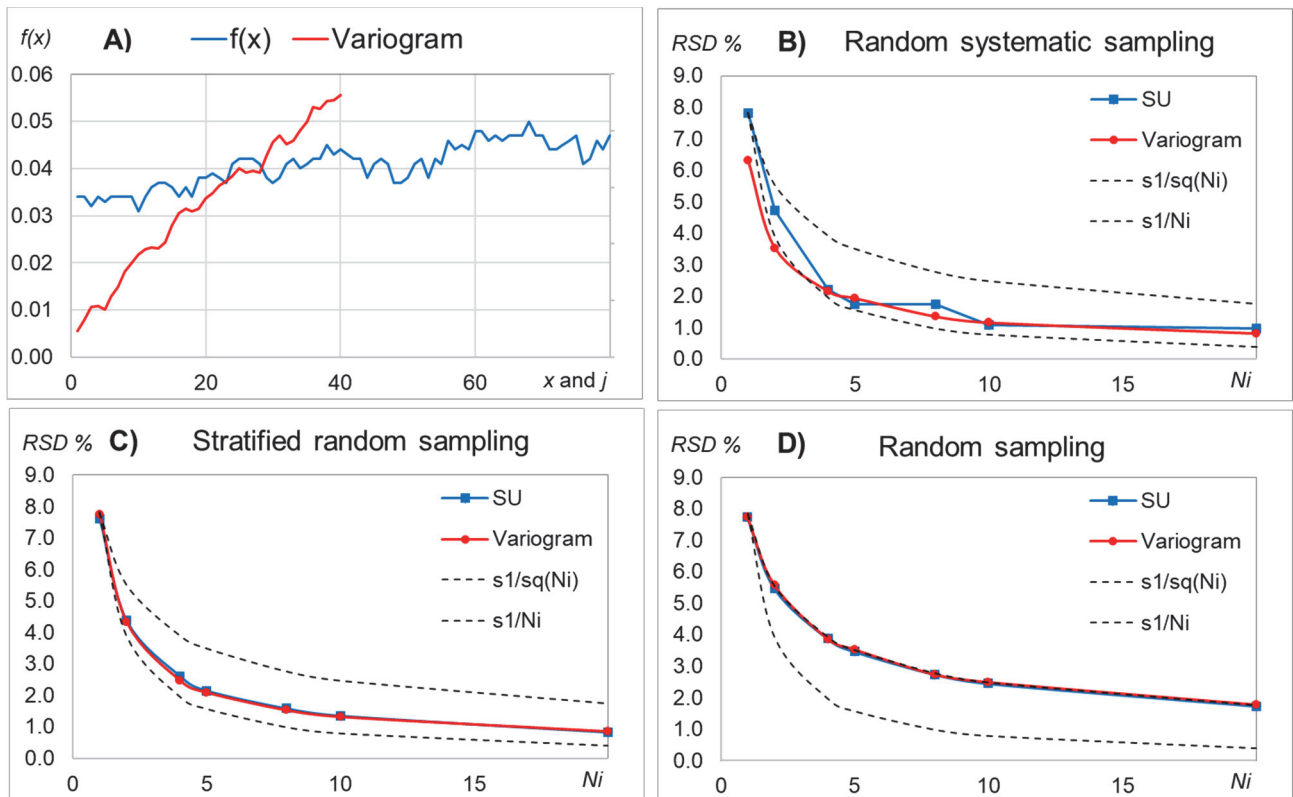 f(x) A) f(x) Variogram
0.06
0.05
0.04
0.03
0.02
0.01
0.00
0 20 40 60 x and j
RSD % B) Random systematic sampling
9.0
8.0
7.0
6.0
5.0
4.0
3.0
2.0
1.0
0.0
SU
Variogram
s1/sq(Ni)
s1/Ni
0 5 10 15 Ni
RSD % C) Stratified random sampling
9.0
8.0
7.0
6.0
5.0
4.0
3.0
2.0
1.0
0.0
SU
Variogram
s1/sq(Ni)
s1/Ni
0 5 10 15 Ni
RSD % D) Random sampling
9.0
8.0
7.0
6.0
5.0
4.0
3.0
2.0
1.0
0.0
SU
Variogram
s1/sq(Ni)
s1/Ni
0 5 10 15 Ni